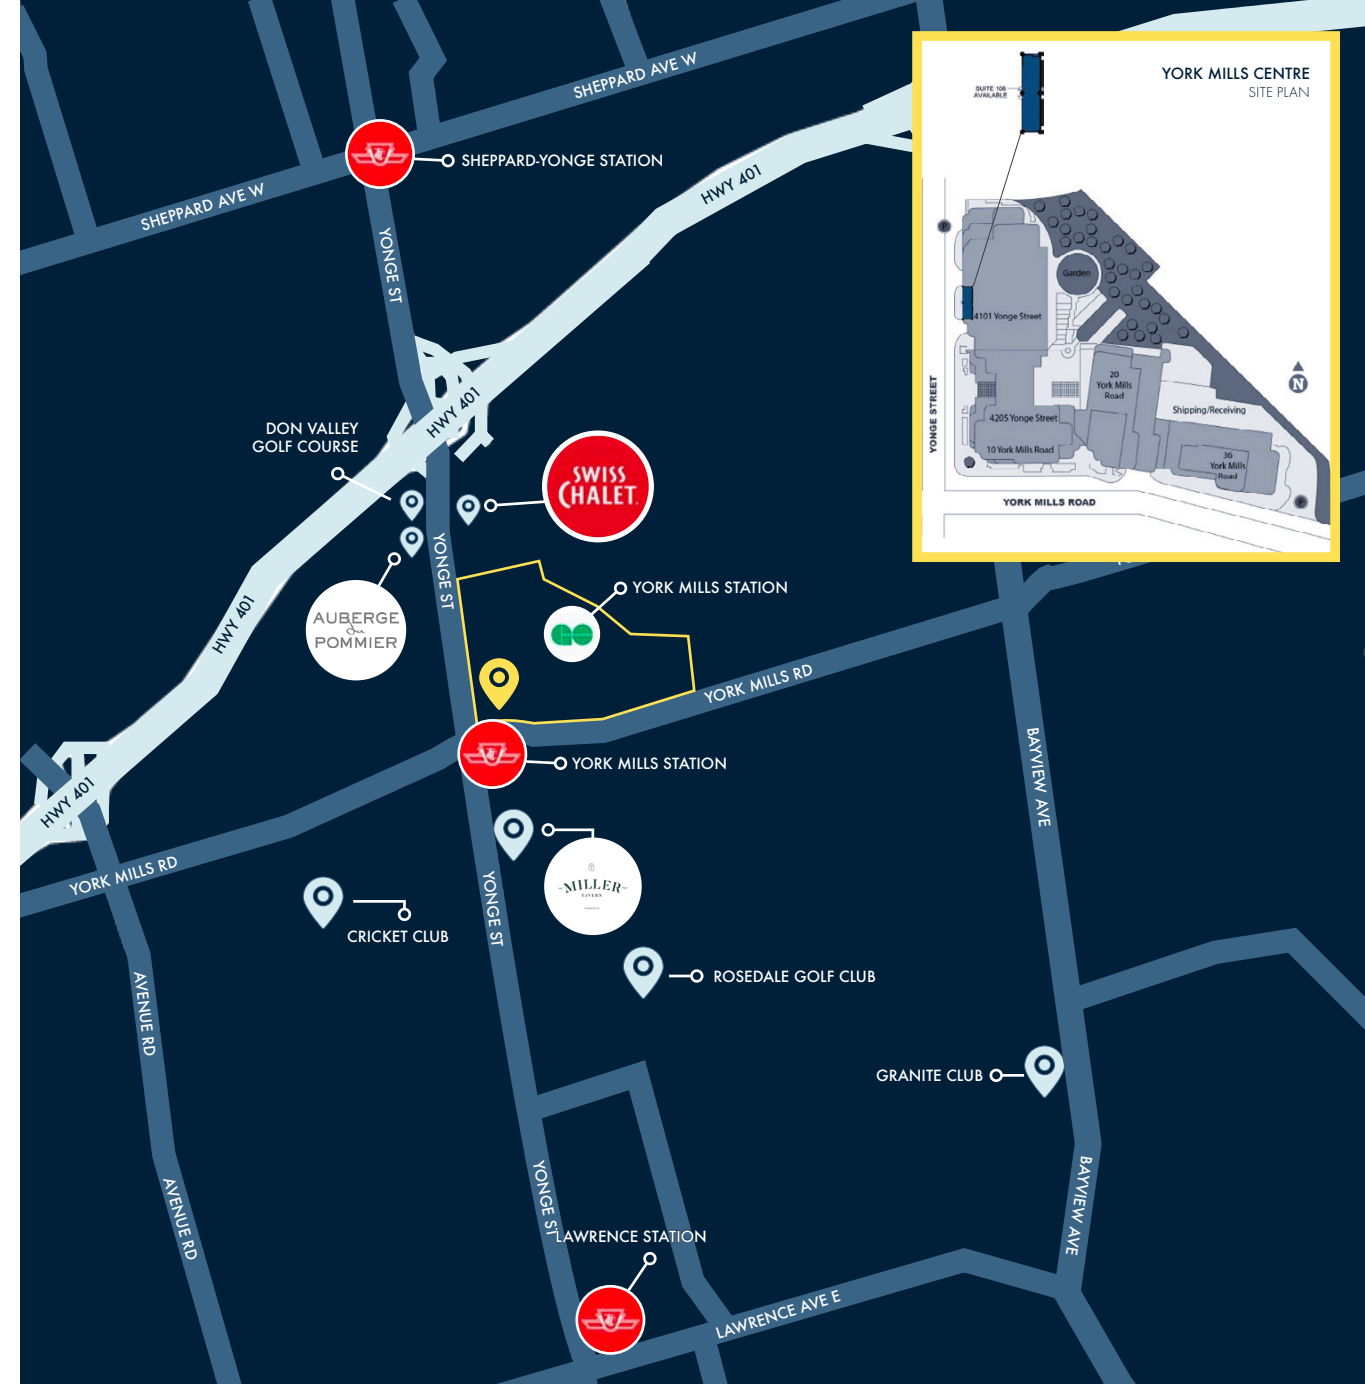 SHEPPARD AVE W
SHEPPARD-YONGE STATION
SHEPPARD AVE W
HWY 401
YONGE ST
HWY 401
DON VALLEY
GOLF COURSE
SWISS
CHALET
YONGE ST
HWY 401
AUBERGE
du
POMMIER
YORK MILLS STATION
GO
YORK MILLS RD
YORK MILLS STATION
BAYVIEW AVE
HWY 401
YORK MILLS RD
MILLER
TAVERN
YONGE ST
CRICKET CLUB
ROSEDALE GOLF CLUB
AVENUE RD
GRANITE CLUB
YONGE ST
BAYVIEW AVE
AVENUE RD
LAWRENCE STATION
LAWRENCE AVE E
YORK MILLS CENTRE
SITE PLAN
SUITE 106
AVAILABLE
P
Garden
4101 Yonge Street
N
20
York Mills
Road
YONGE STREET
Shipping/Receiving
4205 Yonge Street
10 York Mills Road
36
York Mills
Road
P
YORK MILLS ROAD